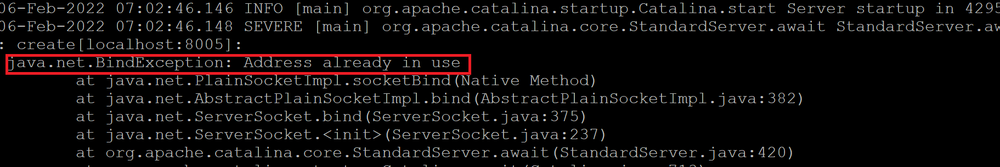 06-Feb-2022 07:02:46.146 INFO [main] org.apache.catalina.startup.Catalina.start Server startup in 4295
06-Feb-2022 07:02:46.148 SEVERE [main] org.apache.catalina.core.StandardServer.await StandardServer.aw
: create[localhost:8005]:
java.net.BindException: Address already in use
at java.net.PlainSocketImpl.socketBind(Native Method)
at java.net.AbstractPlainSocketImpl.bind(AbstractPlainSocketImpl.java:382)
at java.net.ServerSocket.bind(ServerSocket.java:375)
at java.net.ServerSocket.<init>(ServerSocket.java:237)
at org.apache.catalina.core.StandardServer.await(StandardServer.java:420)